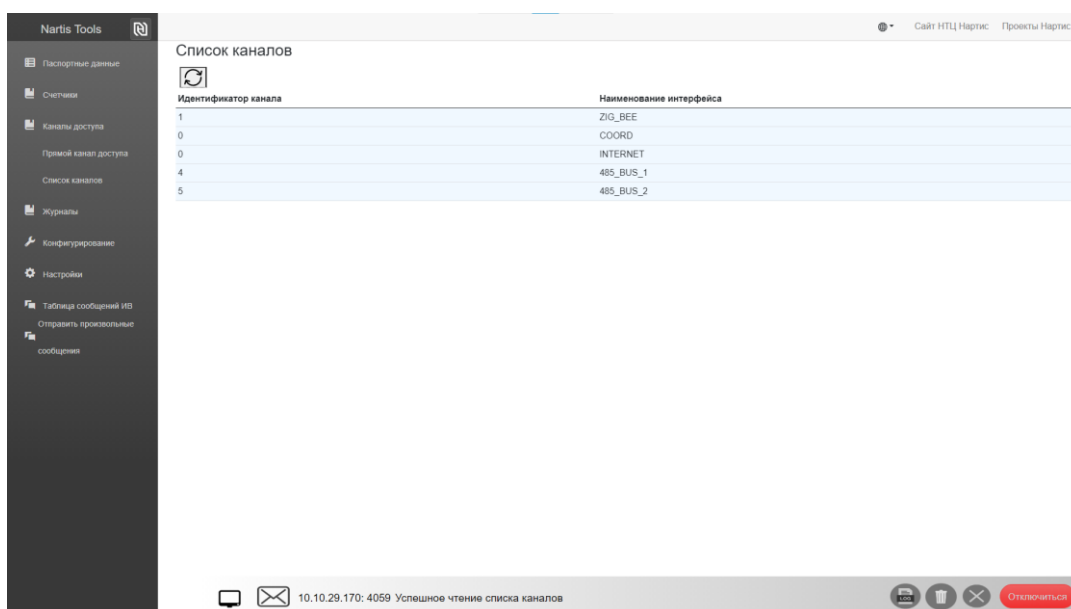 Nartis Tools
Сайт НТЦ Нартис Проекты Нартис
Паспортные данные
Счетчики
Каналы доступа
Прямой канал доступа
Список каналов
Журналы
Конфигурирование
Настройки
Таблица сообщений ИВ
Отправить произвольные
сообщения
Список каналов
Идентификатор канала Наименование интерфейса
1 ZIG_BEE
0 COORD
0 INTERNET
4 485_BUS_1
5 485_BUS_2
10.10.29.170: 4059 Успешное чтение списка каналов
LOG
Отключиться